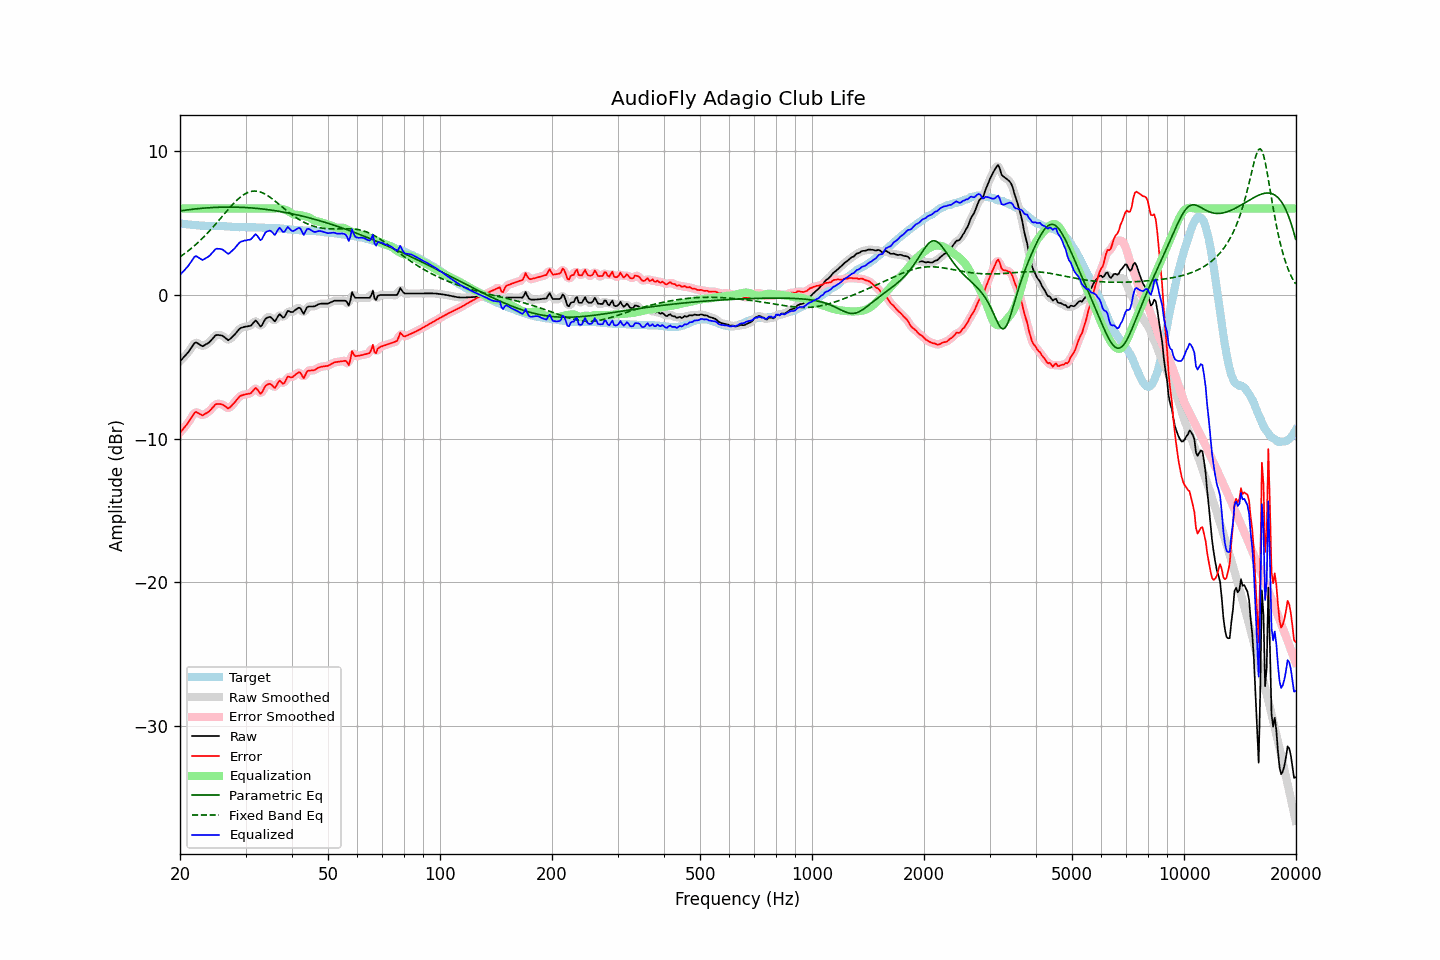 AudioFly Adagio Club Life
10
0
−10
−20
−30
Amplitude (dBr)
Target
Raw Smoothed
Error Smoothed
Raw
Error
Equalization
Parametric Eq
Fixed Band Eq
Equalized
20 50 100 200 500 1000 2000 5000 10000 20000
Frequency (Hz)